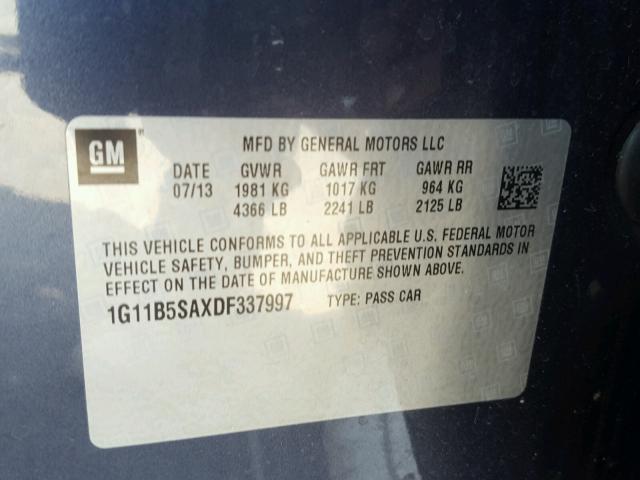 GM
MFD BY GENERAL MOTORS LLC
DATE GVWR GAWR FRT GAWR RR
07/13 1981 KG 1017 KG 964 KG
4366 LB 2241 LB 2125 LB
THIS VEHICLE CONFORMS TO ALL APPLICABLE U.S. FEDERAL MOTOR
VEHICLE SAFETY, BUMPER, AND THEFT PREVENTION STANDARDS IN
EFFECT ON THE DATE OF MANUFACTURE SHOWN ABOVE.
1G11B5SAXDF337997 TYPE: PASS CAR